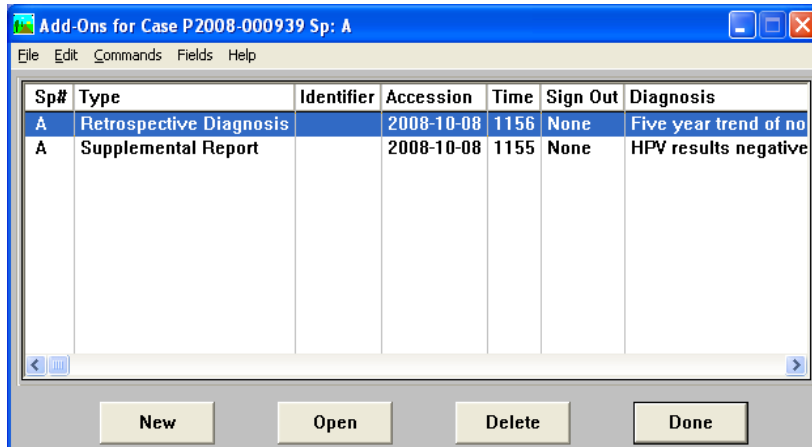 Add-Ons for Case P2008-000939 Sp: A
File Edit Commands Fields Help
Sp# Type Identifier Accession Time Sign Out Diagnosis
A Retrospective Diagnosis 2008-10-08 1156 None Five year trend of no
A Supplemental Report 2008-10-08 1155 None HPV results negative
New Open Delete Done